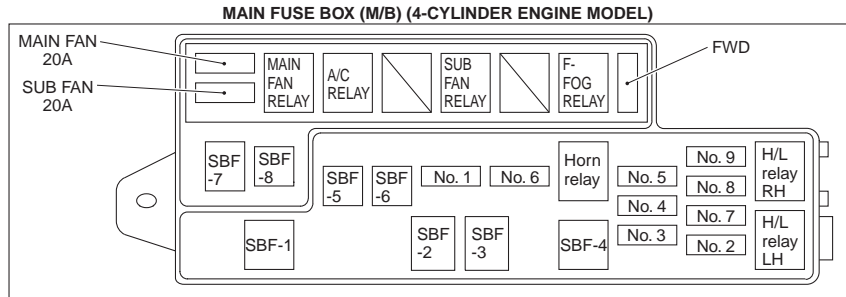 MAIN FUSE BOX (M/B) (4-CYLINDER ENGINE MODEL)
MAIN FAN
20A
SUB FAN
20A
MAIN
FAN
RELAY
A/C
RELAY
SUB
FAN
RELAY
F-
FOG
RELAY
FWD
SBF
-7
SBF
-8
SBF
-5
SBF
-6
No. 1
No. 6
Horn
relay
No. 5
No. 4
No. 3
No. 9
No. 8
No. 7
No. 2
H/L
relay
RH
H/L
relay
LH
SBF-1
SBF
-2
SBF
-3
SBF-4